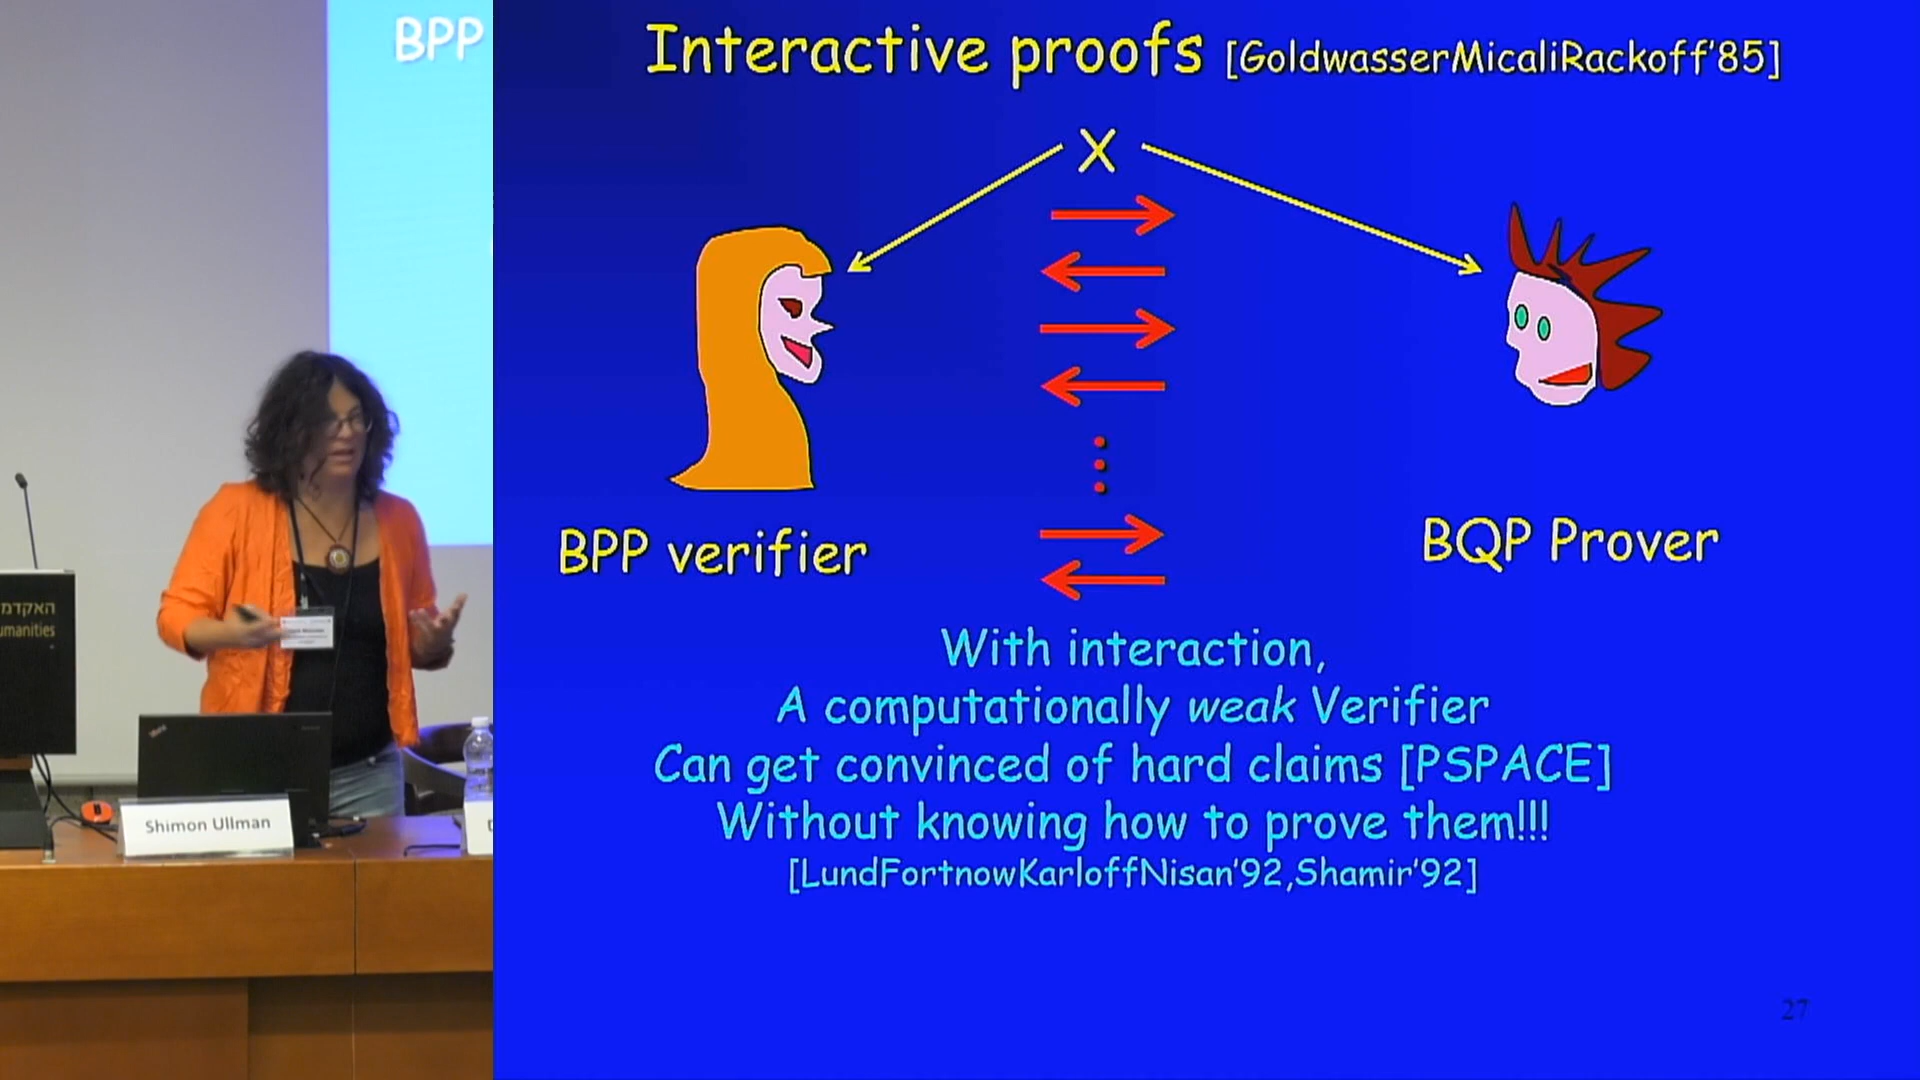 BPP
האקדמ
umanities
Shimon Ullman
Interactive proofs [GoldwasserMicaliRackoff'85]
X
BPP verifier
BQP Prover
With interaction,
A computationally weak Verifier
Can get convinced of hard claims [PSPACE]
Without knowing how to prove them!!!
[LundFortnowKarloffNisan'92,Shamir'92]
27